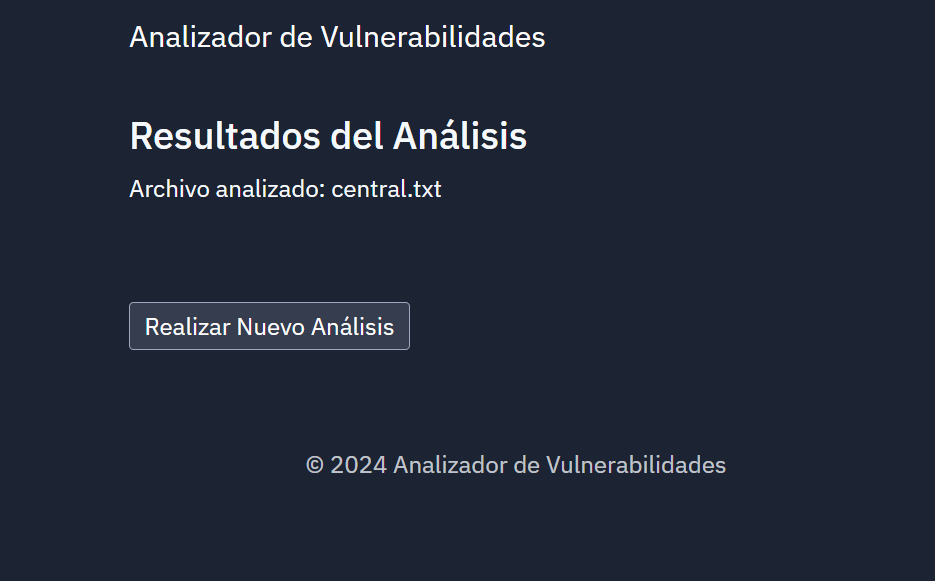 Analizador de Vulnerabilidades
Resultados del Análisis
Archivo analizado: central.txt
Realizar Nuevo Análisis
© 2024 Analizador de Vulnerabilidades